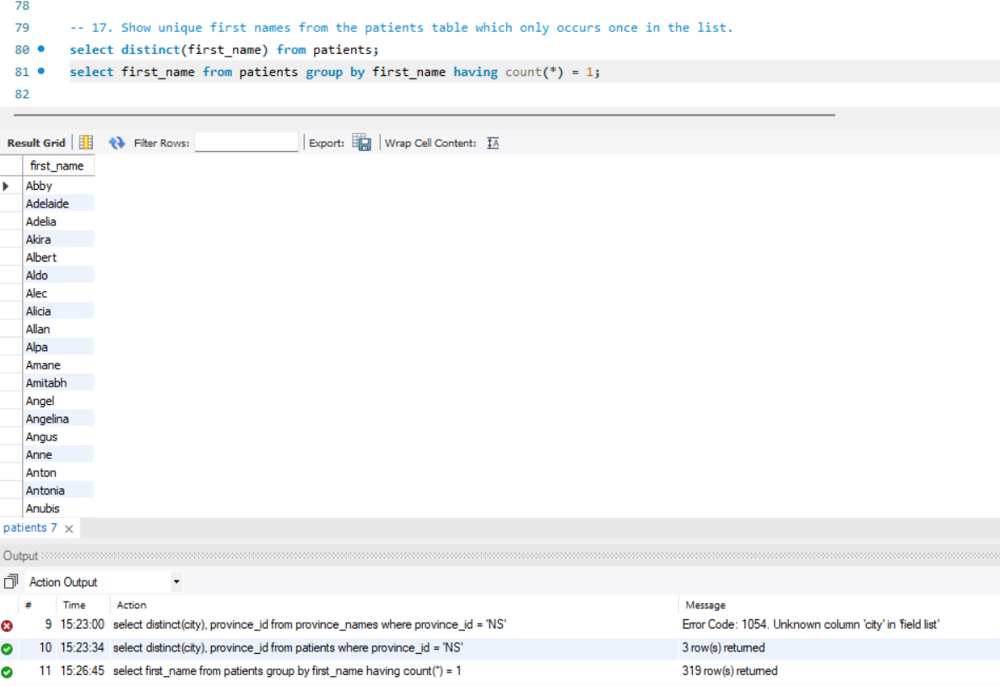 78
79 -- 17. Show unique first names from the patients table which only occurs once in the list.
80 select distinct(first_name) from patients;
81 select first_name from patients group by first_name having count(*) = 1;
82
Result Grid Filter Rows: Export: Wrap Cell Content: IA
first_name
Abby
Adelaide
Adelia
Akira
Albert
Aldo
Alec
Alicia
Allan
Alpa
Amane
Amitabh
Angel
Angelina
Angus
Anne
Anton
Antonia
Anubis
patients 7 ×
Output
Action Output
# Time Action Message
9 15:23:00 select distinct(city), province_id from province_names where province_id = 'NS' Error Code: 1054. Unknown column 'city' in 'field list'
10 15:23:34 select distinct(city), province_id from patients where province_id = 'NS' 3 row(s) returned
11 15:26:45 select first_name from patients group by first_name having count(*) = 1 319 row(s) returned